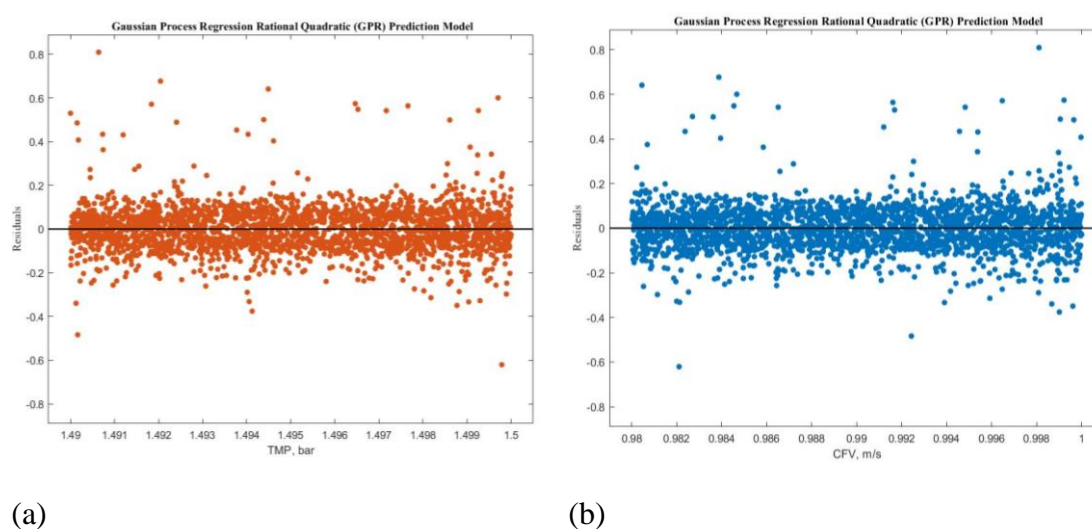 Gaussian Process Regression Rational Quadratic (GPR) Prediction Model
0.8
0.6
0.4
0.2
0
-0.2
-0.4
-0.6
-0.8
Residuals
1.49 1.491 1.492 1.493 1.494 1.495 1.496 1.497 1.498 1.499 1.5
TMP, bar
(a)
Gaussian Process Regression Rational Quadratic (GPR) Prediction Model
0.8
0.6
0.4
0.2
0
-0.2
-0.4
-0.6
-0.8
Residuals
0.98 0.982 0.984 0.986 0.988 0.99 0.992 0.994 0.996 0.998 1
CFV, m/s
(b)